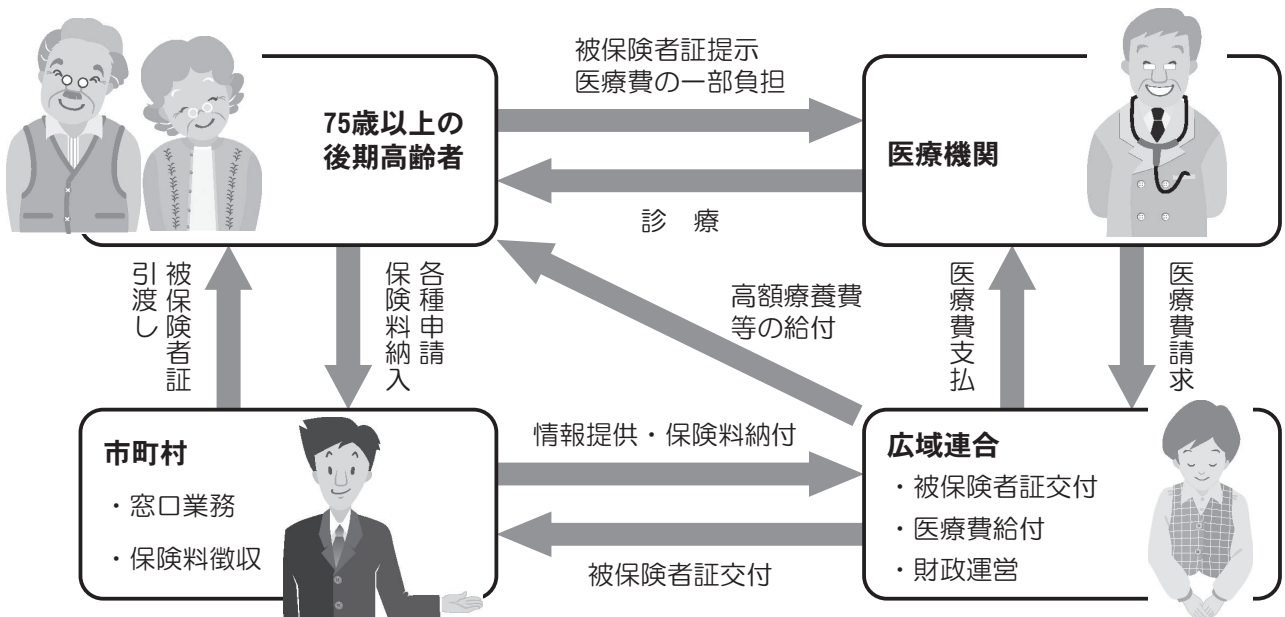 被保険者証提示
医療費の一部負担
75歳以上の
後期高齢者
医療機関
診 療
被保険者証
引渡し
各種申請
保険料納入
高額療養費
等の給付
医療費支払
医療費請求
市町村
・窓口業務
・保険料徴収
情報提供・保険料納付
被保険者証交付
広域連合
・被保険者証交付
・医療費給付
・財政運営